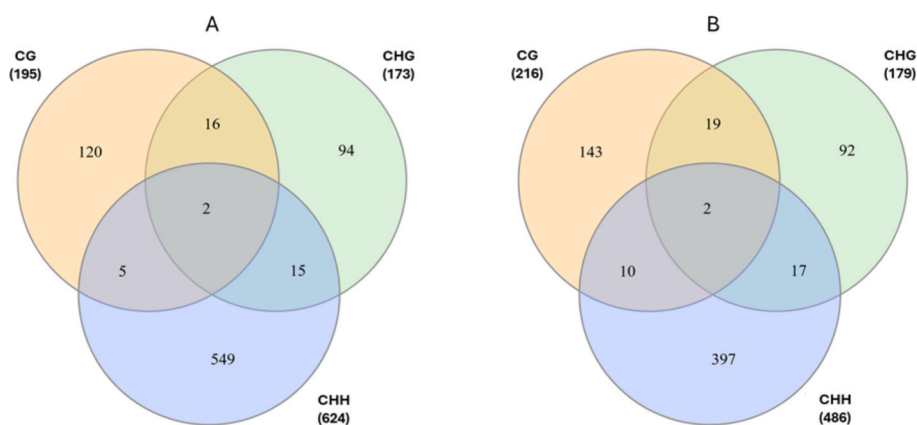 A
CG
(195)
CHG
(173)
16
120
94
2
5
15
549
CHH
(624)
B
CG
(216)
CHG
(179)
19
143
92
2
10
17
397
CHH
(486)